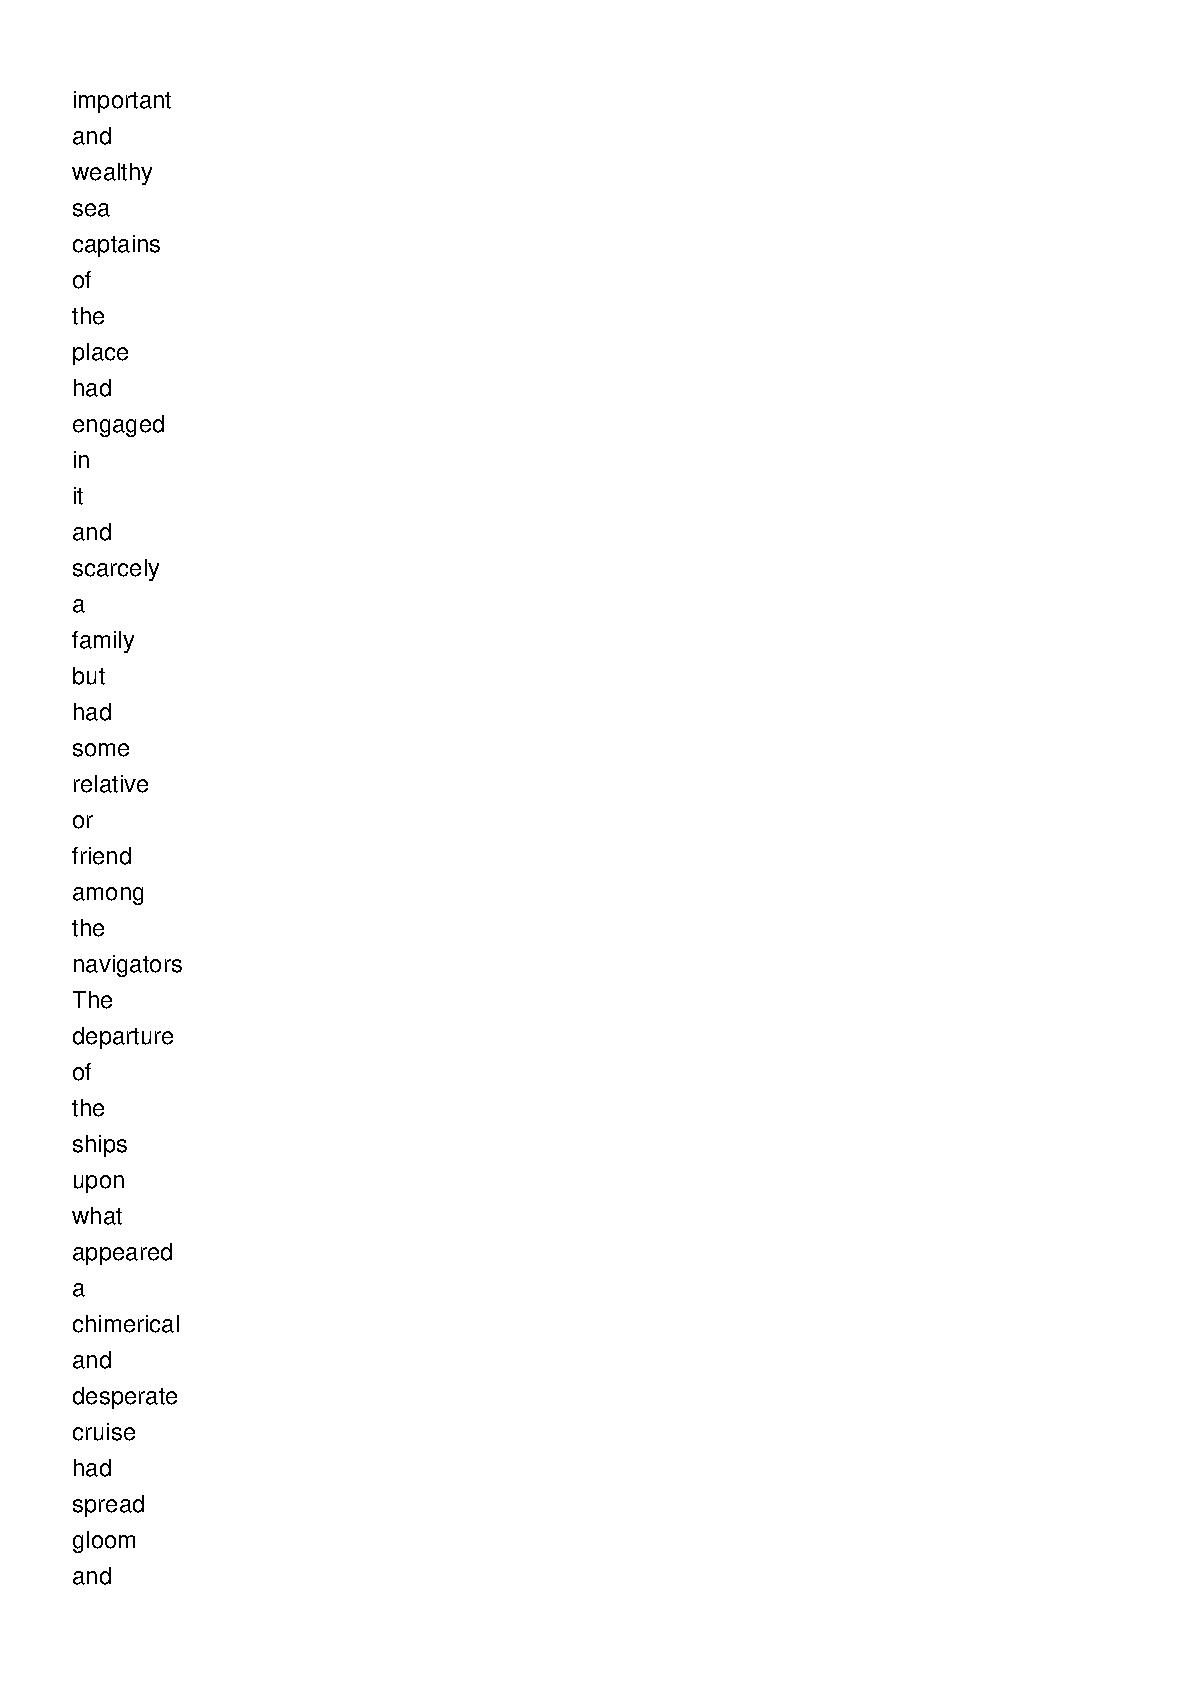 important
and
wealthy
sea
captains
of
the
place
had
engaged
in
it
and
scarcely
a
family
but
had
some
relative
or
friend
among
the
navigators
The
departure
of
the
ships
upon
what
appeared
a
chimerical
and
desperate
cruise
had
spread
gloom
and